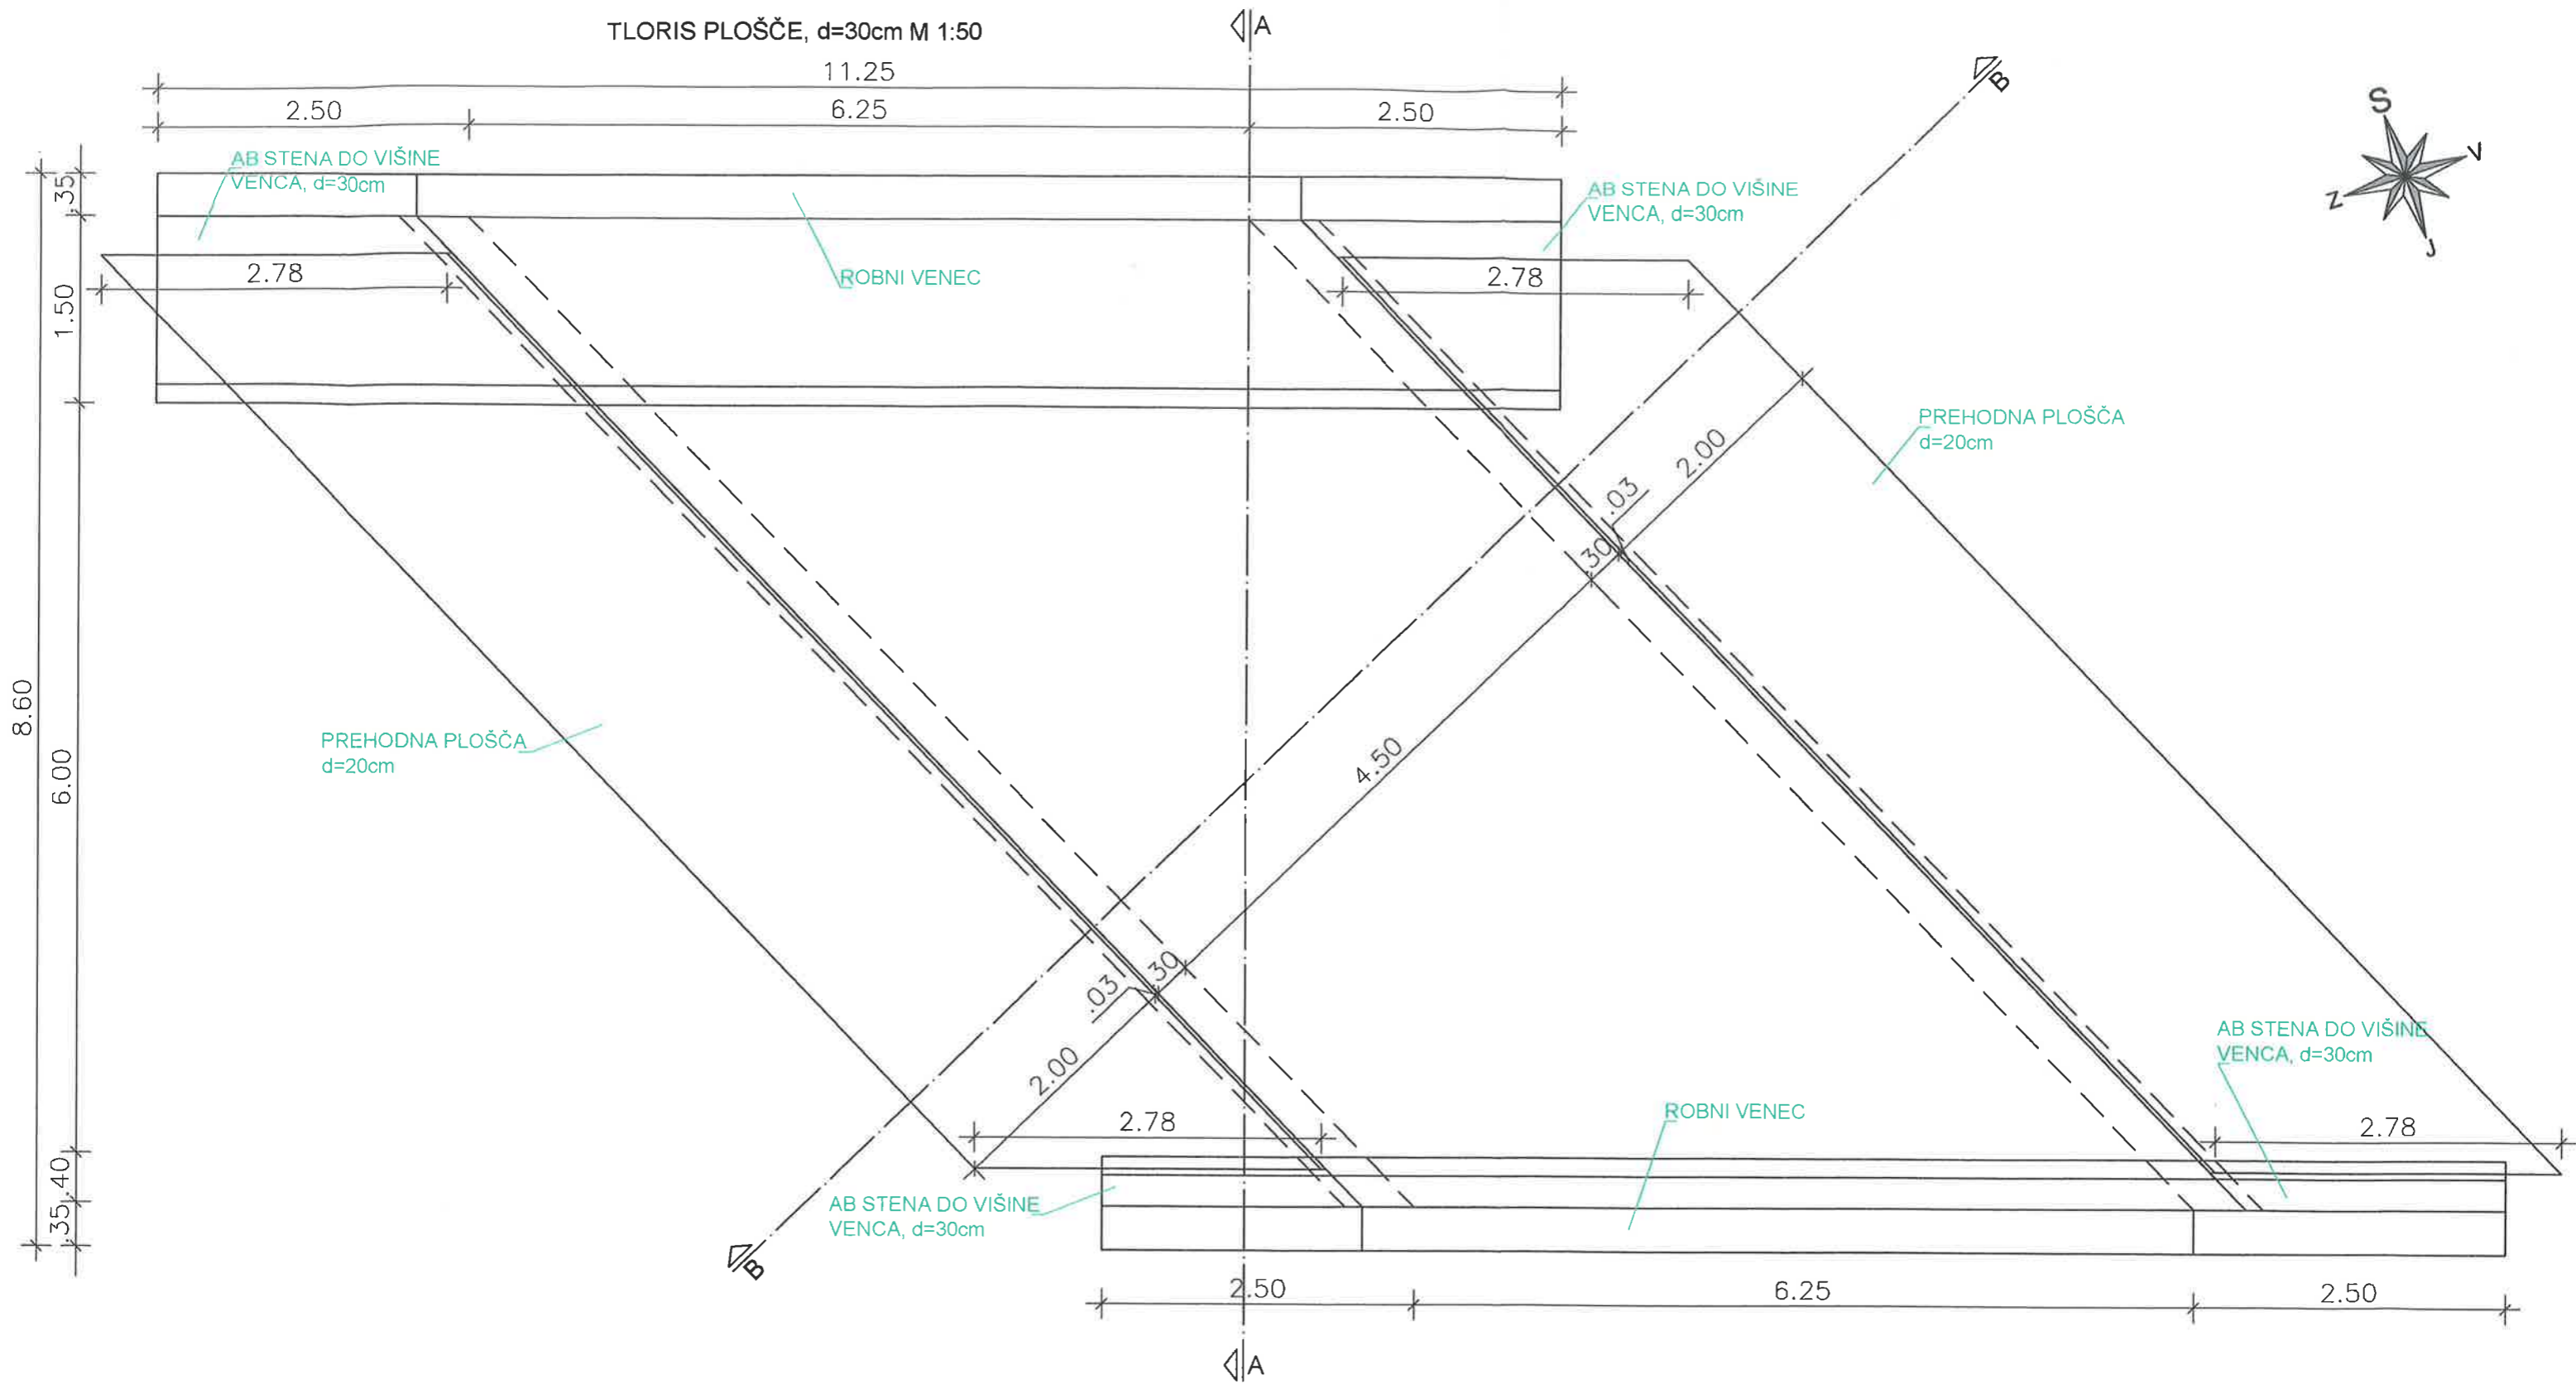 TLORIS PLOŠČE, d=30cm M 1:50
A
11.25
B
2.50
6.25
2.50
S
V
Z
J
AB STENA DO VIŠINE
VENCA, d=30cm
.35
AB STENA DO VIŠINE
VENCA, d=30cm
ROBNI VENEC
2.78
2.78
1.50
PREHODNA PLOŠČA
d=20cm
2.00
.03
.30
8.60
6.00
PREHODNA PLOŠČA
d=20cm
4.50
.03
.30
2.00
AB STENA DO VIŠINE
VENCA, d=30cm
2.78
ROBNI VENEC
2.78
.40
.35
AB STENA DO VIŠINE
VENCA, d=30cm
B
2.50
6.25
2.50
A